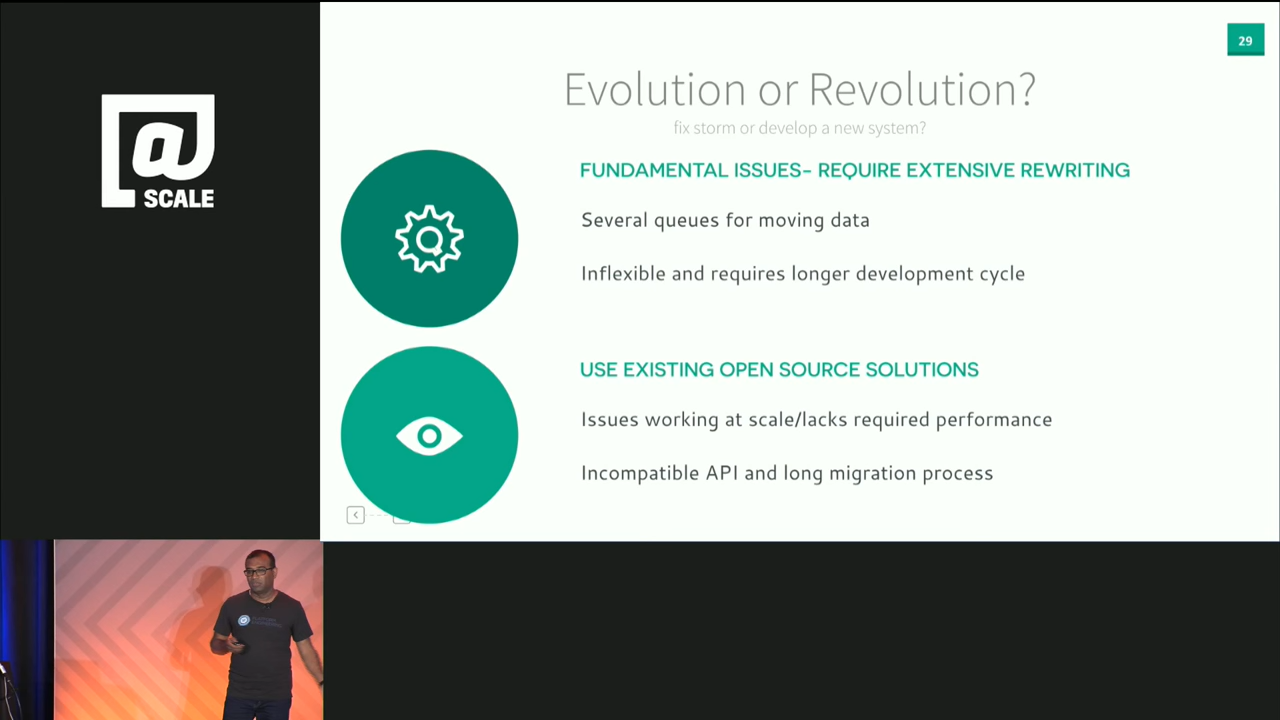 @
SCALE
29
Evolution or Revolution?
fix storm or develop a new system?
FUNDAMENTAL ISSUES- REQUIRE EXTENSIVE REWRITING
Several queues for moving data
Inflexible and requires longer development cycle
USE EXISTING OPEN SOURCE SOLUTIONS
Issues working at scale/lacks required performance
Incompatible API and long migration process